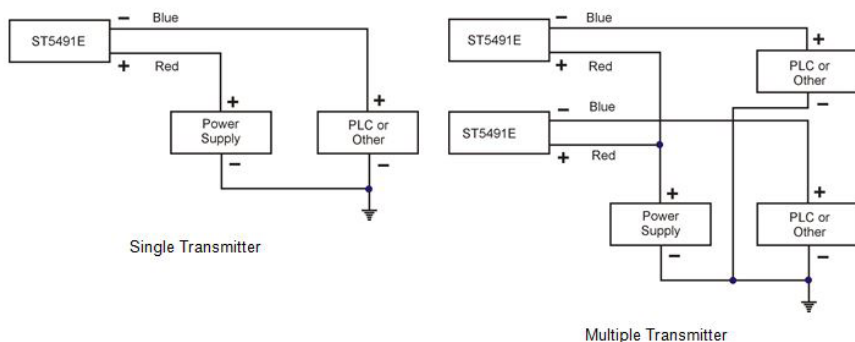 − Blue
ST5491E
+ Red
+
+
Power
Supply
PLC or
Other
−
−
Single Transmitter
− Blue
ST5491E
+ Red
+
PLC or
Other
−
− Blue
ST5491E
+ Red
+
+
Power
Supply
PLC or
Other
−
−
Multiple Transmitter